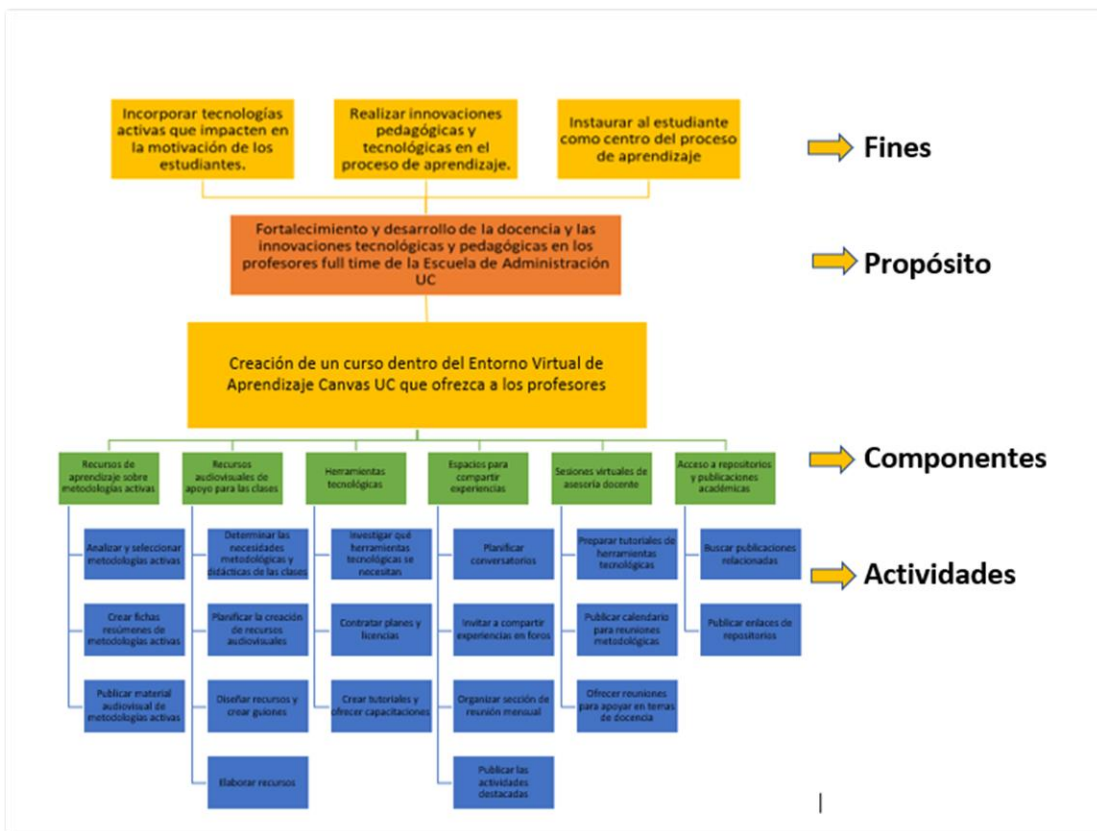 Incorporar tecnologías
activas que impacten en
la motivación de los
estudiantes.
Realizar innovaciones
pedagógicas y
tecnológicas en el
proceso de aprendizaje.
Instaurar al estudiante
como centro del proceso
de aprendizaje
Fines
Fortalecimiento y desarrollo de la docencia y las
innovaciones tecnológicas y pedagógicas en los
profesores full time de la Escuela de Administración
UC
Propósito
Creación de un curso dentro del Entorno Virtual de
Aprendizaje Canvas UC que ofrezca a los profesores
Recursos de
aprendizaje sobre
metodologías activas
Recursos
audiovisuales de
apoyo para las clases
Herramientas
tecnológicas
Espacios para
compartir
experiencias
Sesiones virtuales de
asesoría docente
Acceso a repositorios
y publicaciones
académicas
Componentes
Analizar y seleccionar
metodologías activas
Determinar las
necesidades
metodológicas y
didácticas de las clases
Investigar qué
herramientas
tecnológicas se
necesitan
Planificar
conversatorios
Preparar tutoriales de
herramientas
tecnológicas
Buscar publicaciones
relacionadas
Actividades
Crear fichas
resúmenes de
metodologías activas
Planificar la creación
de recursos
audiovisuales
Contratar planes y
licencias
Invitar a compartir
experiencias en foros
Publicar calendario
para reuniones
metodológicas
Publicar enlaces de
repositorios
Publicar material
audiovisual de
metodologías activas
Diseñar recursos y
crear guiones
Crear tutoriales y
ofrecer capacitaciones
Organizar sección de
reunión mensual
Ofrecer reuniones
para apoyar en temas
de docencia
Elaborar recursos
Publicar las
actividades
destacadas